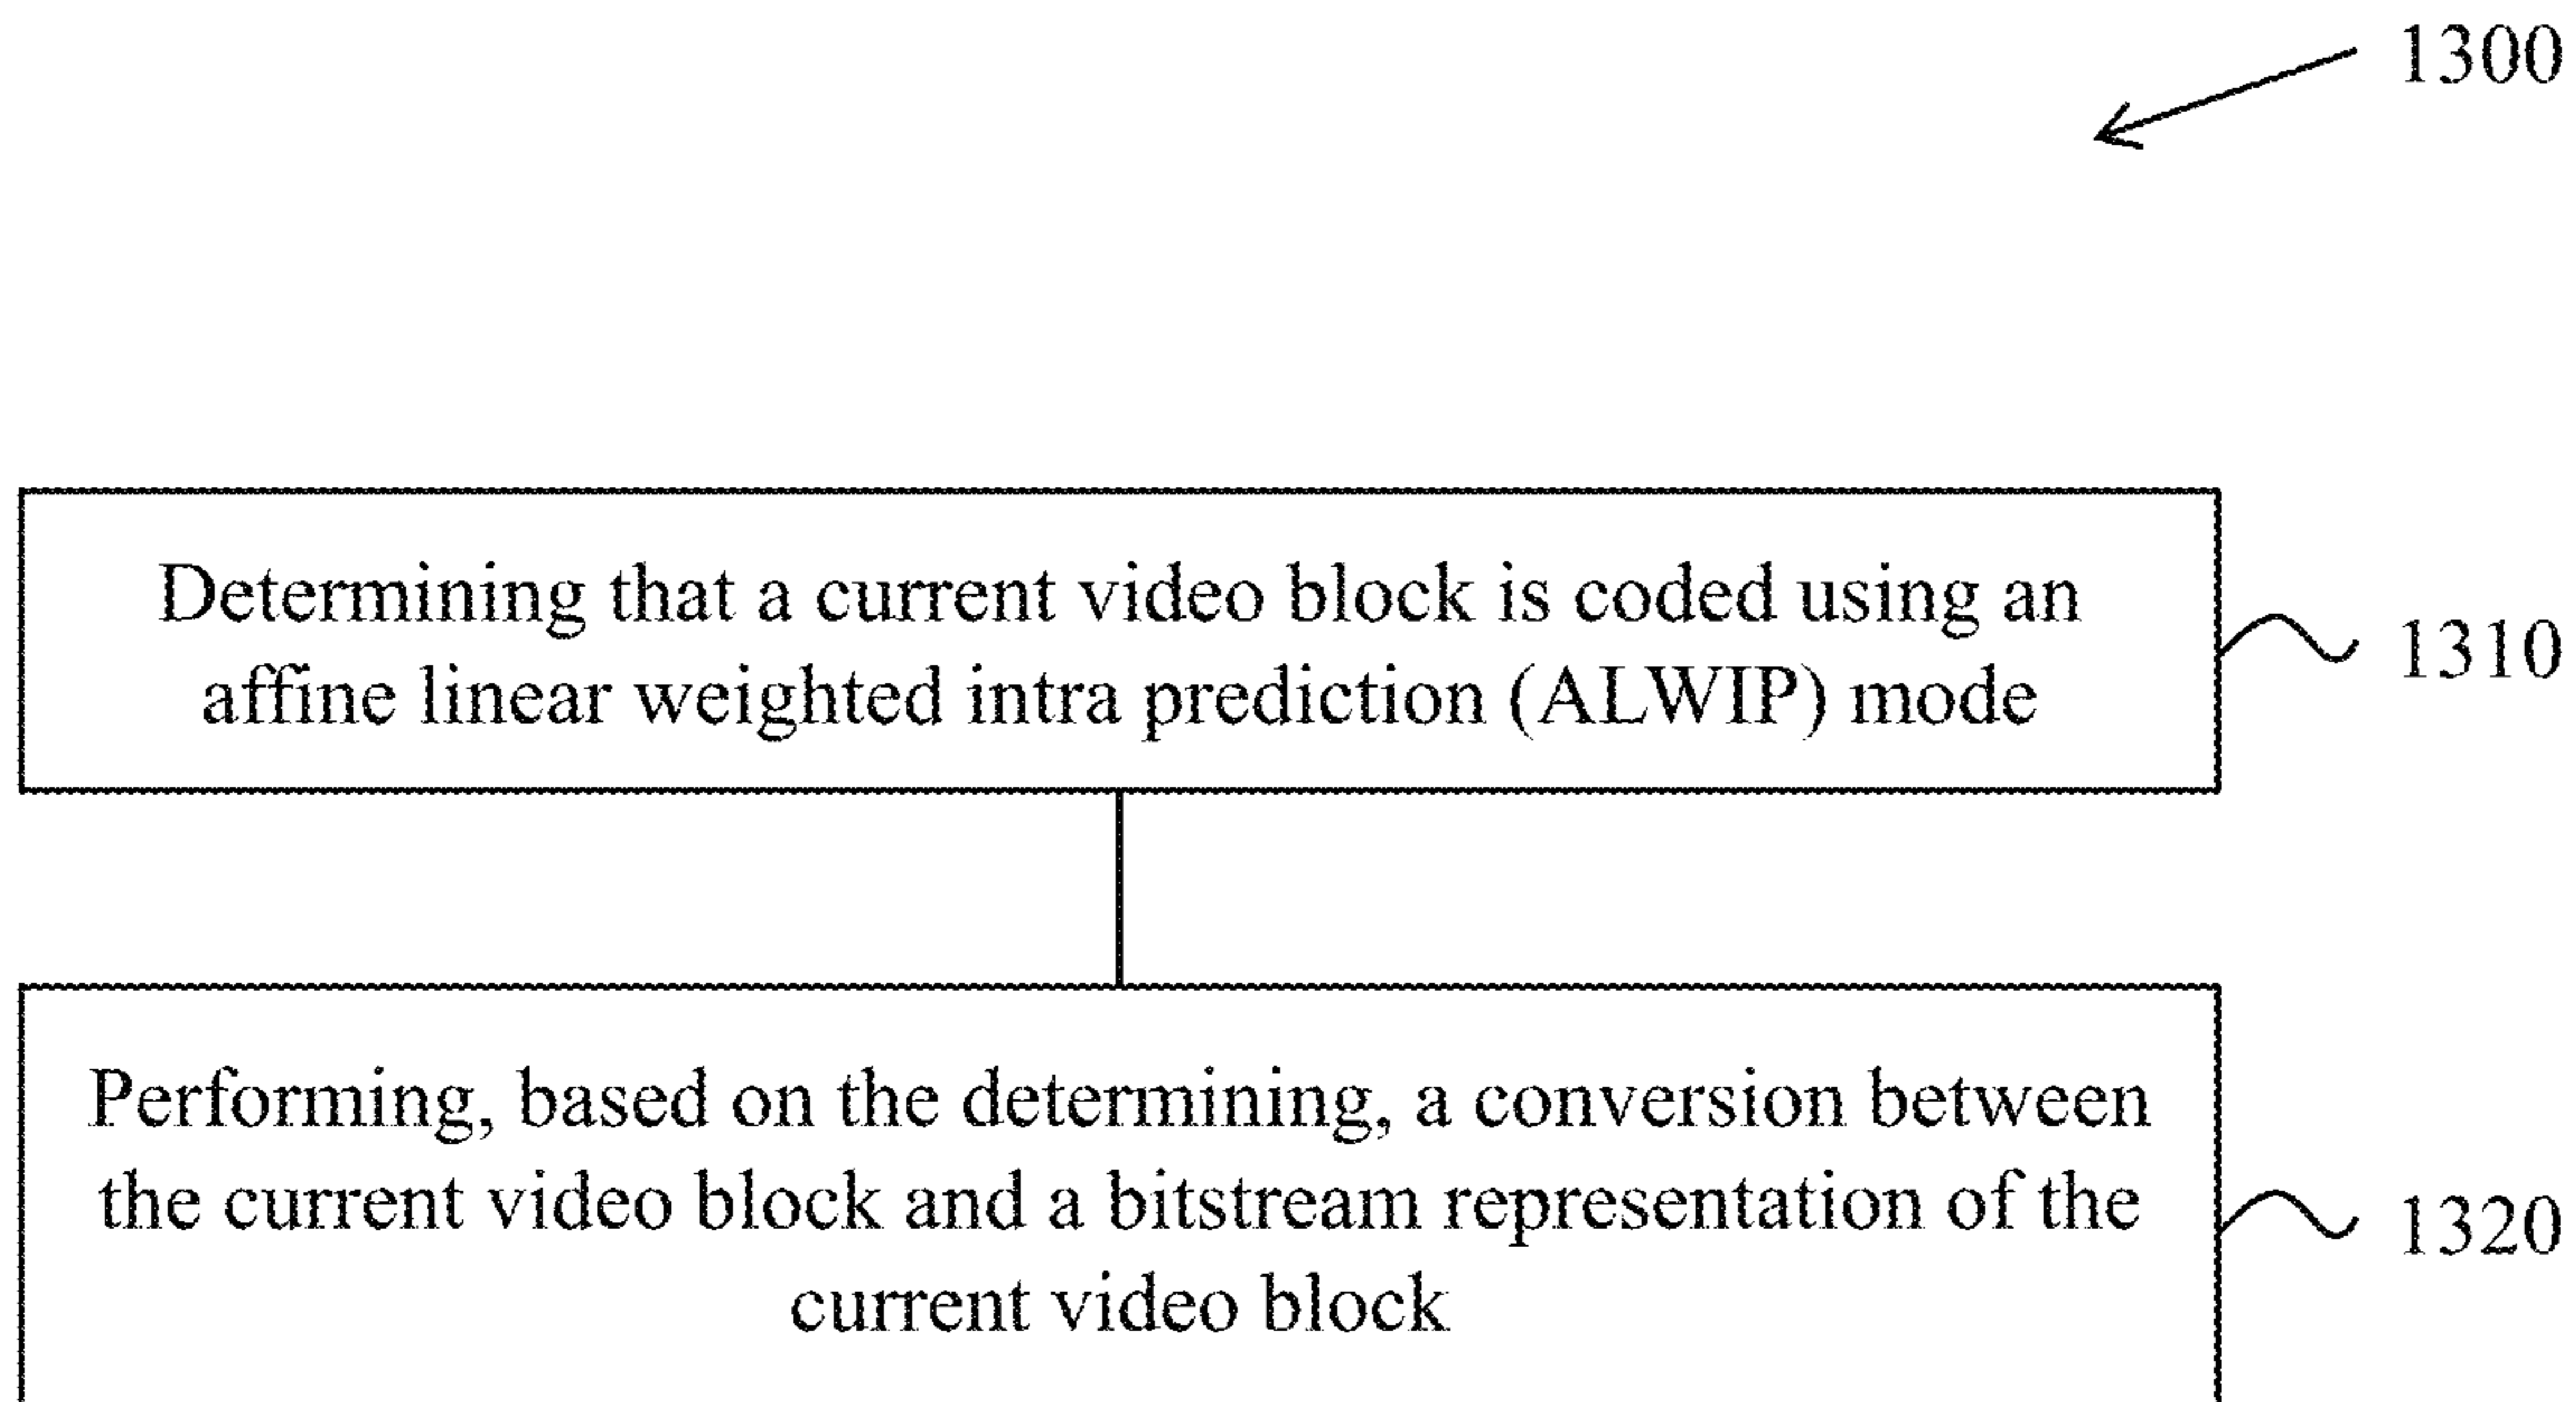 1300
Determining that a current video block is coded using an
affine linear weighted intra prediction (ALWIP) mode
1310
Performing, based on the determining, a conversion between
the current video block and a bitstream representation of the
current video block
1320